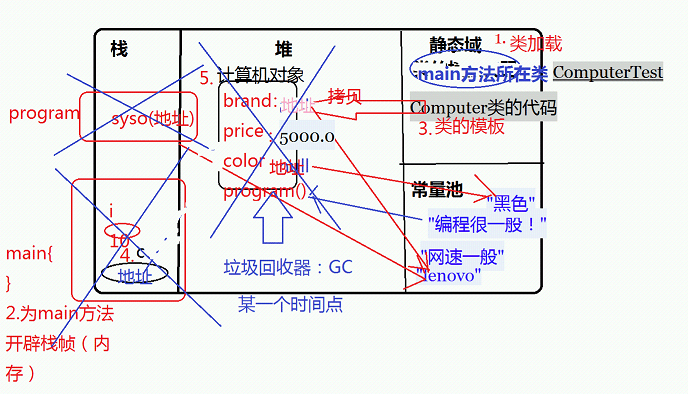 栈
堆
静态域
1. 类加载
main方法所在类 ComputerTest
5. 计算机对象
program
syso(地址)
brand: 地址
拷贝
Computer类的代码
price : 5000.0
3. 类的模板
color 地址
program()
常量池
"黑色"
"编程很一般！"
i
10
4. c
地址
main{
}
垃圾回收器：GC
"网速一般"
"lenovo"
某一个时间点
2.为main方法
开辟栈帧（内
存）